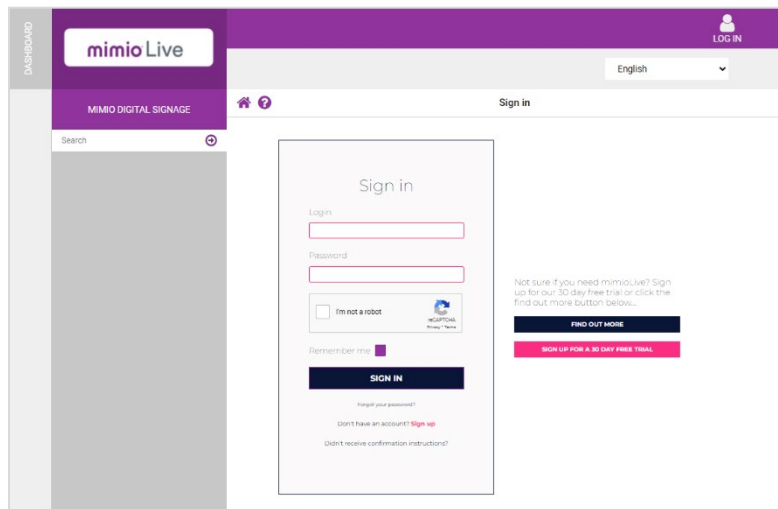 DASHBOARD
mimio Live
LOG IN
English
MIMIO DIGITAL SIGNAGE
Sign in
Search
Sign in
Login
Password
I'm not a robot
reCAPTCHA
Privacy - Terms
Remember me
SIGN IN
Forgot your password?
Don't have an account? Sign up
Didn't receive confirmation instructions?
Not sure if you need mimioLive? Sign
up for our 30 day free trial or click the
find out more button below...
FIND OUT MORE
SIGN UP FOR A 30 DAY FREE TRIAL